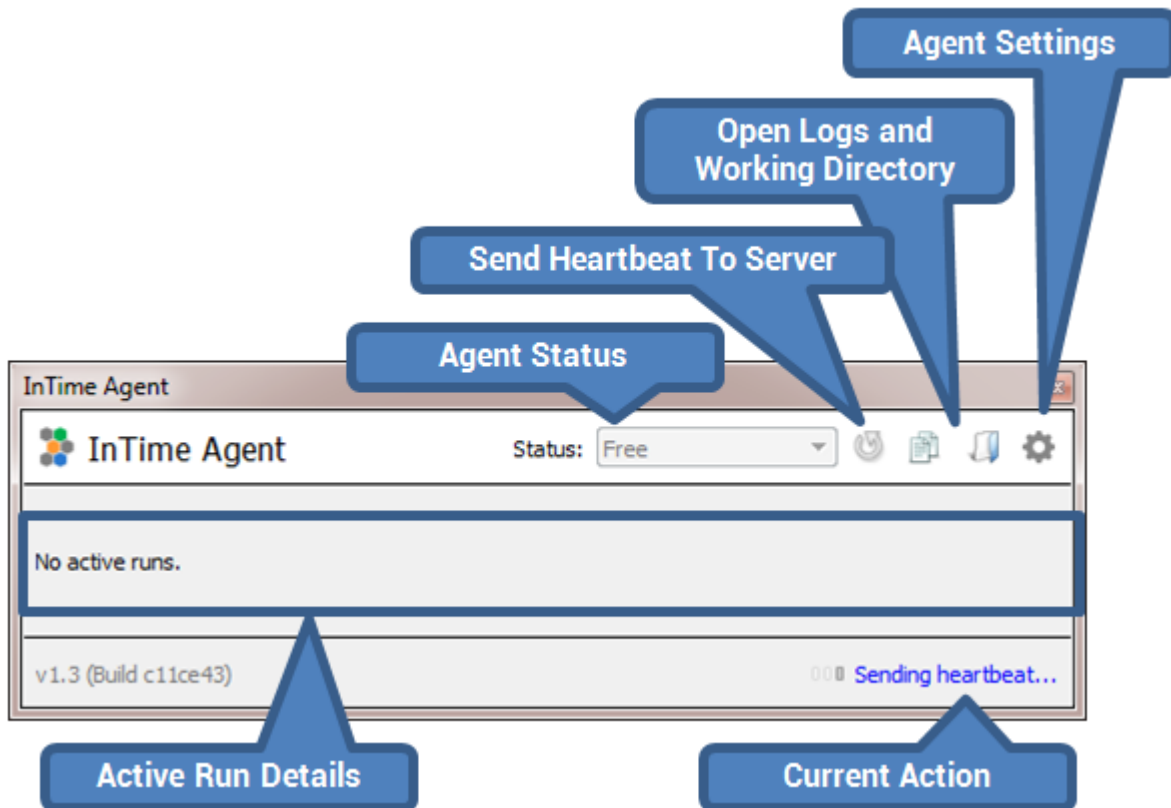 Agent Settings
Open Logs and
Working Directory
Send Heartbeat To Server
Agent Status
InTime Agent
InTime Agent
Status: Free
No active runs.
v1.3 (Build c11ce43)
Sending heartbeat...
Active Run Details
Current Action